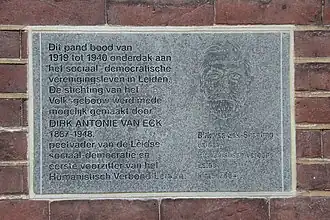 Dit pand bood van
1919 tot 1940 onderdak aan
het sociaal-democratische
verenigingsleven in Leiden.
De stichting van het
Volksgebouw werd mede
mogelijk gemaakt door
DIRK ANTONIE VAN ECK
1867-1948,
peetvader van de Leidse
sociaal-democratie en
eerste voorzitter van het
Humanistisch Verbond Leiden